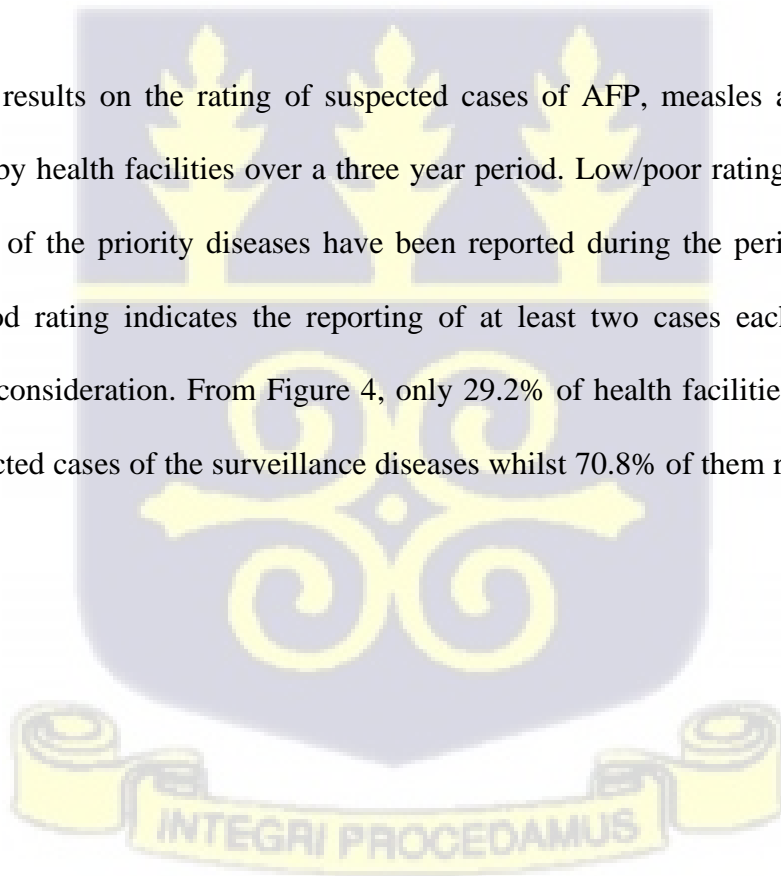 results on the rating of suspected cases of AFP, measles a
by health facilities over a three year period. Low/poor rating
of the priority diseases have been reported during the peri
od rating indicates the reporting of at least two cases each
consideration. From Figure 4, only 29.2% of health facilitie
cted cases of the surveillance diseases whilst 70.8% of them r
INTEGRI PROCEDAMUS